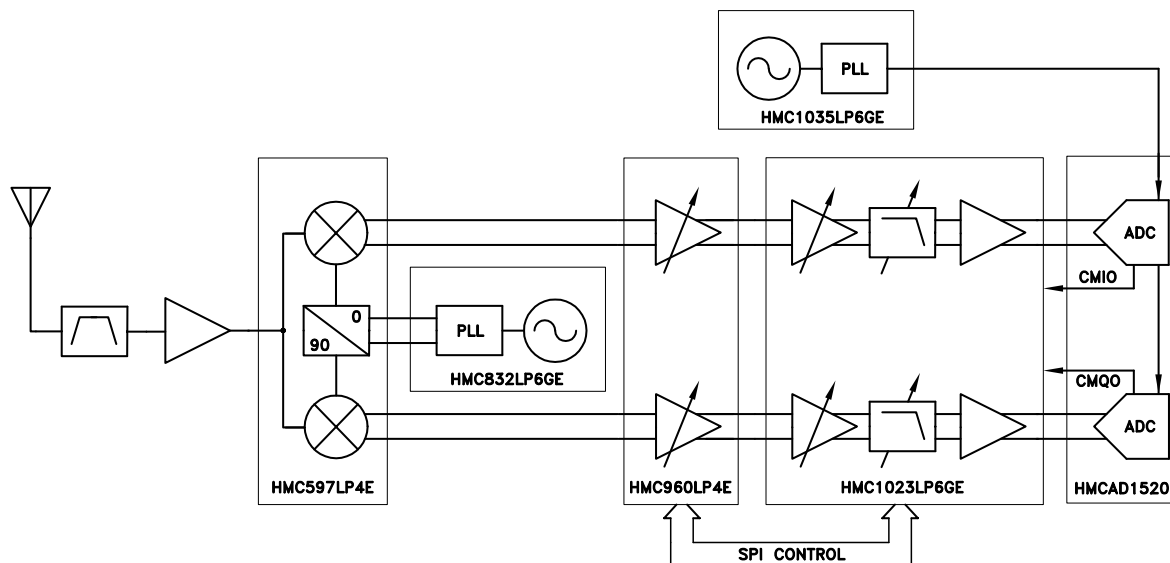 PLL
HMC1035LP6GE
ADC
CMIO
0
90
PLL
HMC832LP6GE
CMQO
ADC
HMC597LP4E
HMC960LP4E
HMC1023LP6GE
HMCAD1520
SPI CONTROL